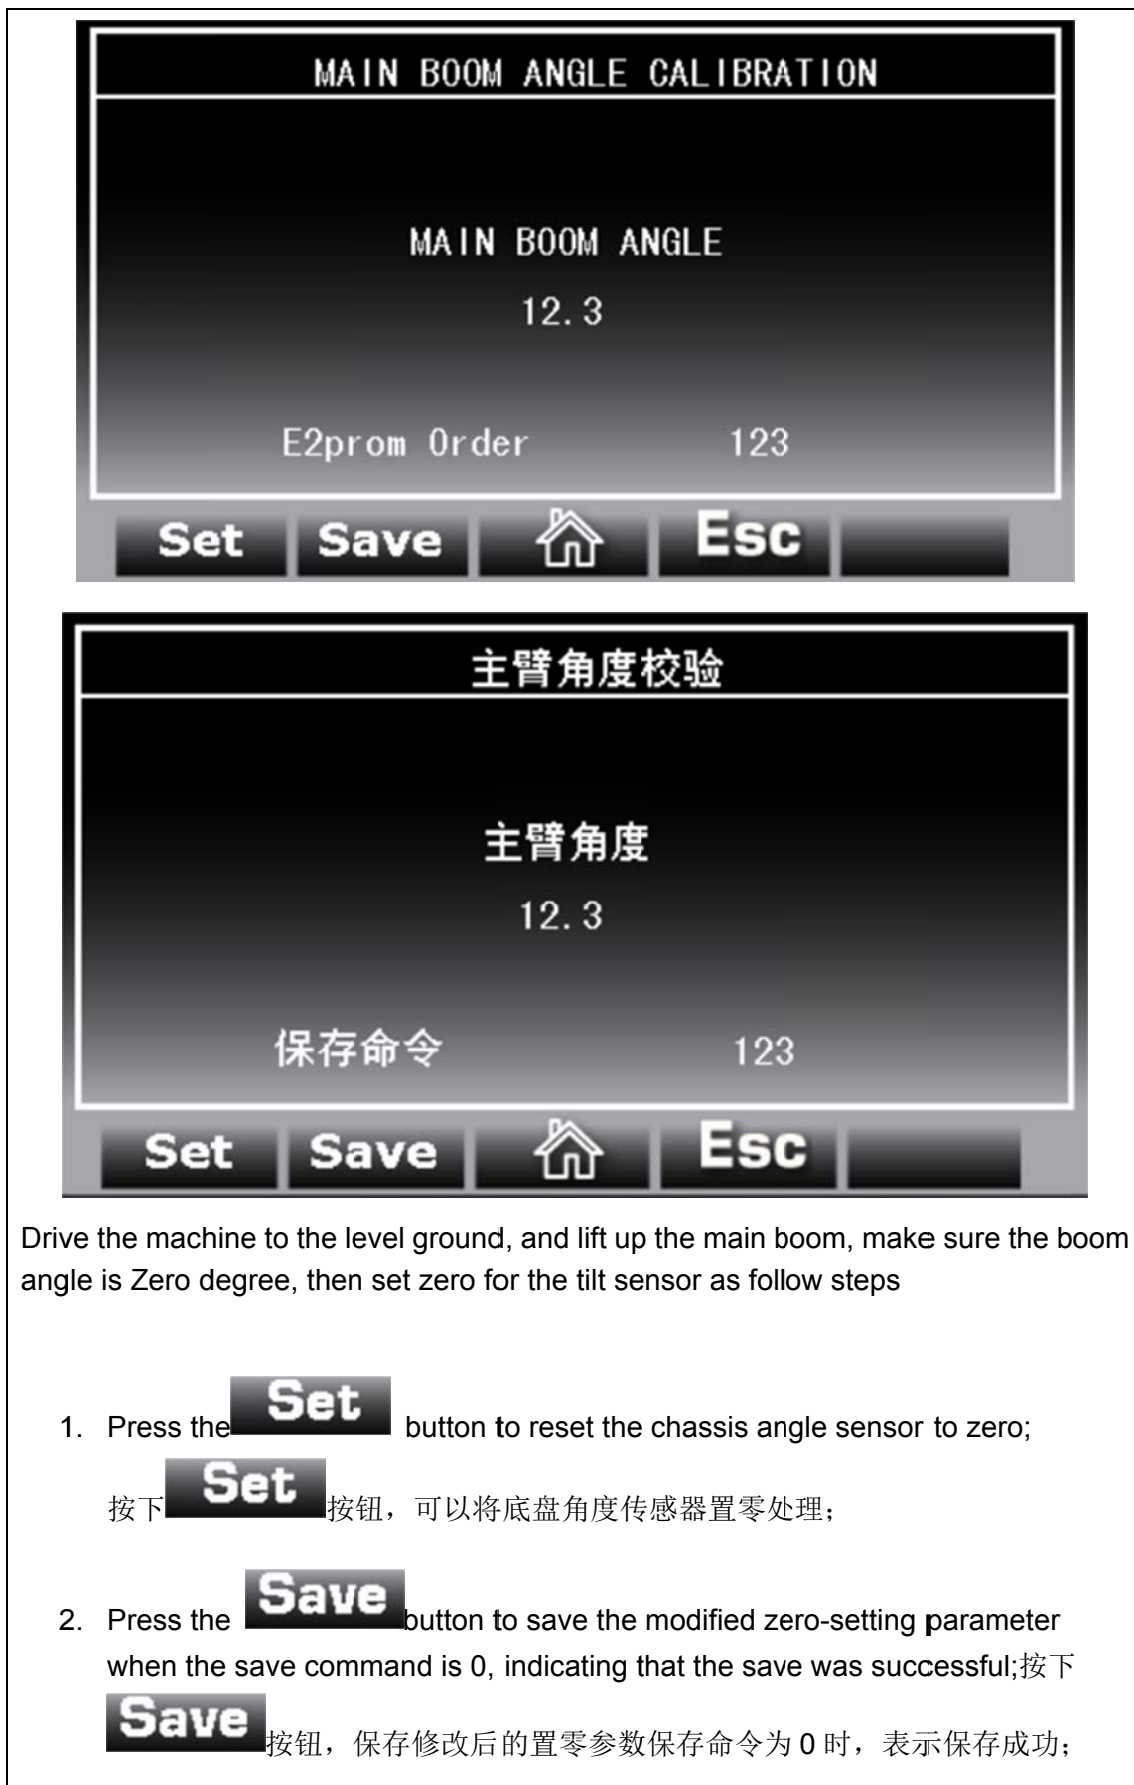 MAIN BOOM ANGLE CALIBRATION
MAIN BOOM ANGLE
12.3
E2prom Order 123
Set Save Esc
主臂角度校验
主臂角度
12.3
保存命令 123
Set Save Esc
Drive the machine to the level ground, and lift up the main boom, make sure the boom
angle is Zero degree, then set zero for the tilt sensor as follow steps
1. Press the Set button to reset the chassis angle sensor to zero;
按下 Set 按钮，可以将底盘角度传感器置零处理；
2. Press the Save button to save the modified zero-setting parameter
when the save command is 0, indicating that the save was successful;按下
Save 按钮，保存修改后的置零参数保存命令为 0 时，表示保存成功；